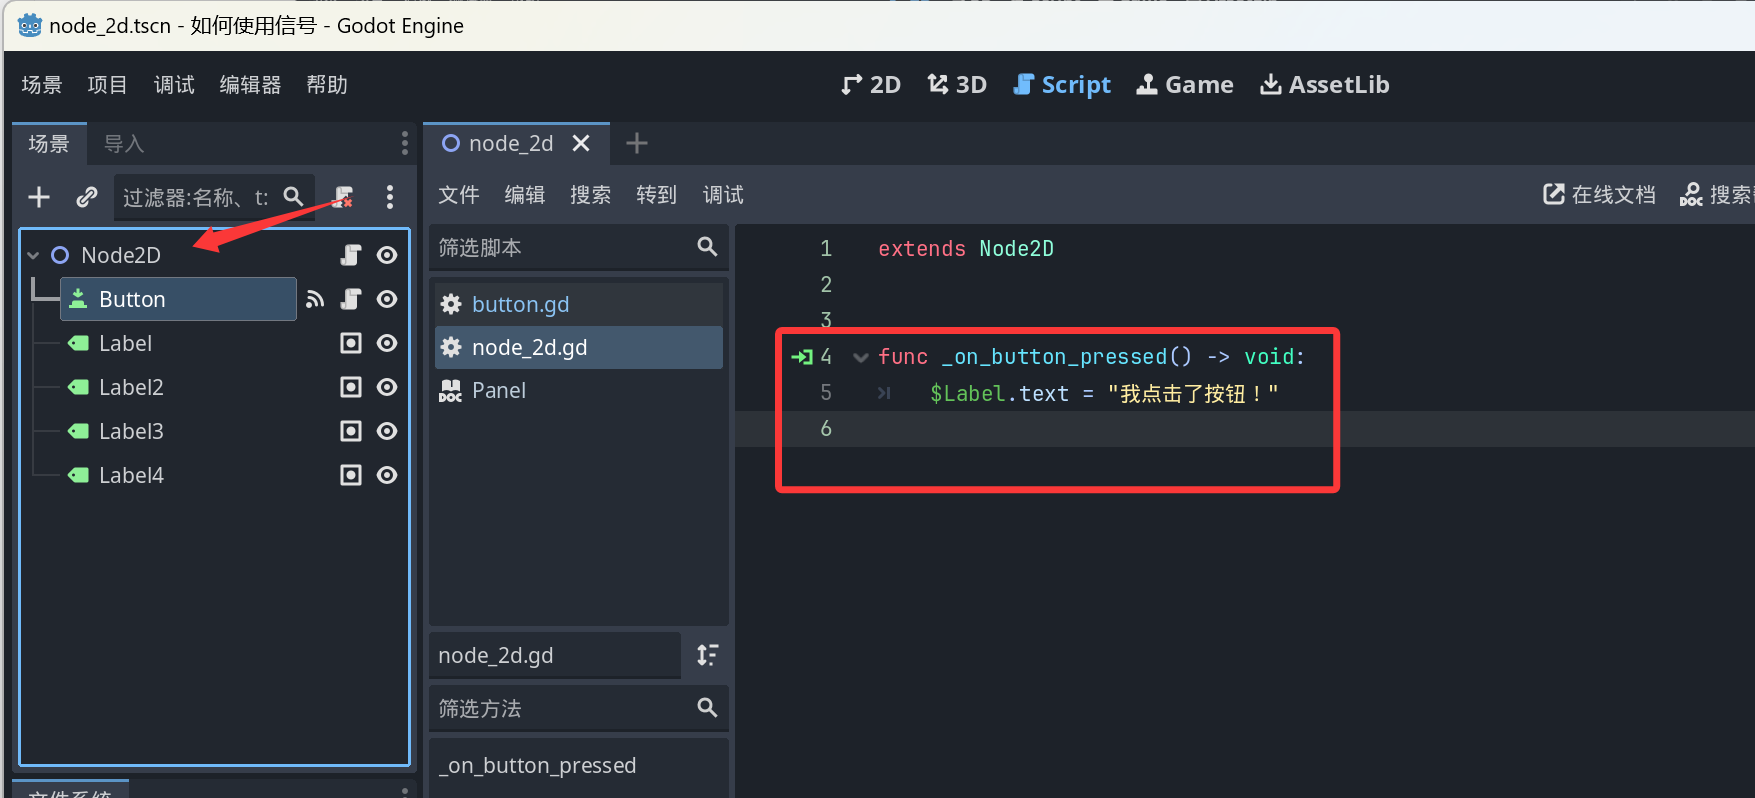 node_2d.tscn - 如何使用信号 - Godot Engine
场景 项目 调试 编辑器 帮助
2D 3D Script Game AssetLib
场景 导入
node_2d
过滤器:名称、t:
文件 编辑 搜索 转到 调试
在线文档 搜索
Node2D
Button
Label
Label2
Label3
Label4
筛选脚本
button.gd
node_2d.gd
DOC Panel
node_2d.gd
筛选方法
_on_button_pressed
1 extends Node2D
2
3
4 func _on_button_pressed() -> void:
5 $Label.text = "我点击了按钮！"
6
文件系统